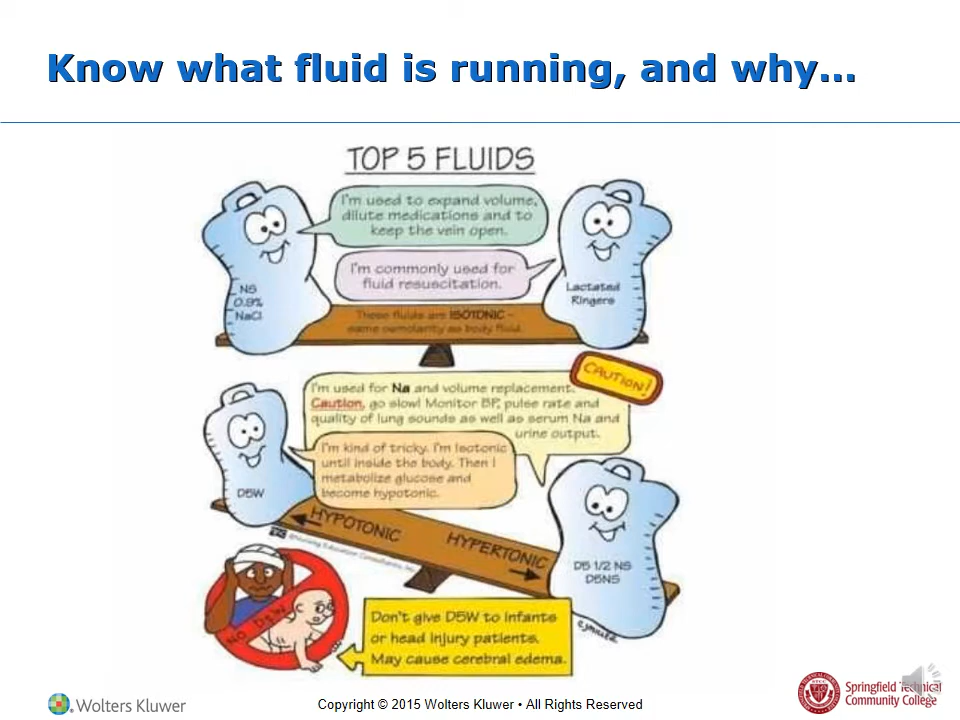 Know what fluid is running, and why...
TOP 5 FLUIDS
I'm used to expand volume,
dilute medications and to
keep the vein open.
I'm commonly used for
fluid resuscitation.
NS
0.9%
NaCl
Lactated
Ringers
These fluids are ISOTONIC -
same osmolarity as body fluid.
CAUTION!
I'm used for Na and volume replacement.
Caution, go slow! Monitor BP, pulse rate and
quality of lung sounds as well as serum Na and
urine output.
I'm kind of tricky. I'm Isotonic
until inside the body. Then I
metabolize glucose and
become hypotonic.
D5W
HYPOTONIC
HYPERTONIC
D5 1/2 NS
D5NS
©Nursing Education Consultants, Inc.
NO D5W
Don't give D5W to infants
or head injury patients.
May cause cerebral edema.
C.J.MILLER
Wolters Kluwer
Copyright © 2015 Wolters Kluwer • All Rights Reserved
Springfield Technical
Community College